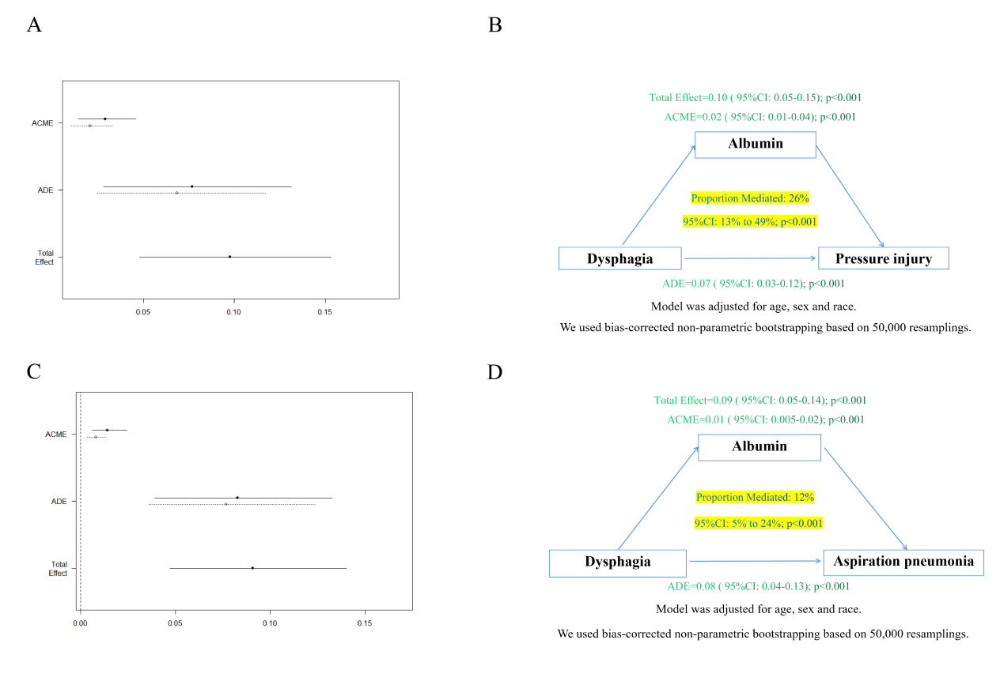 A
ACME
ADE
Total
Effect
0.05
0.10
0.15
B
Total Effect=0.10 ( 95%CI: 0.05-0.15); p<0.001
ACME=0.02 ( 95%CI: 0.01-0.04); p<0.001
Albumin
Proportion Mediated: 26%
95%CI: 13% to 49%; p<0.001
Dysphagia
Pressure injury
ADE=0.07 ( 95%CI: 0.03-0.12); p<0.001
Model was adjusted for age, sex and race.
We used bias-corrected non-parametric bootstrapping based on 50,000 resamplings.
C
ACME
ADE
Total
Effect
0.00
0.05
0.10
0.15
D
Total Effect=0.09 ( 95%CI: 0.05-0.14); p<0.001
ACME=0.01 ( 95%CI: 0.005-0.02); p<0.001
Albumin
Proportion Mediated: 12%
95%CI: 5% to 24%; p<0.001
Dysphagia
Aspiration pneumonia
ADE=0.08 ( 95%CI: 0.04-0.13); p<0.001
Model was adjusted for age, sex and race.
We used bias-corrected non-parametric bootstrapping based on 50,000 resamplings.